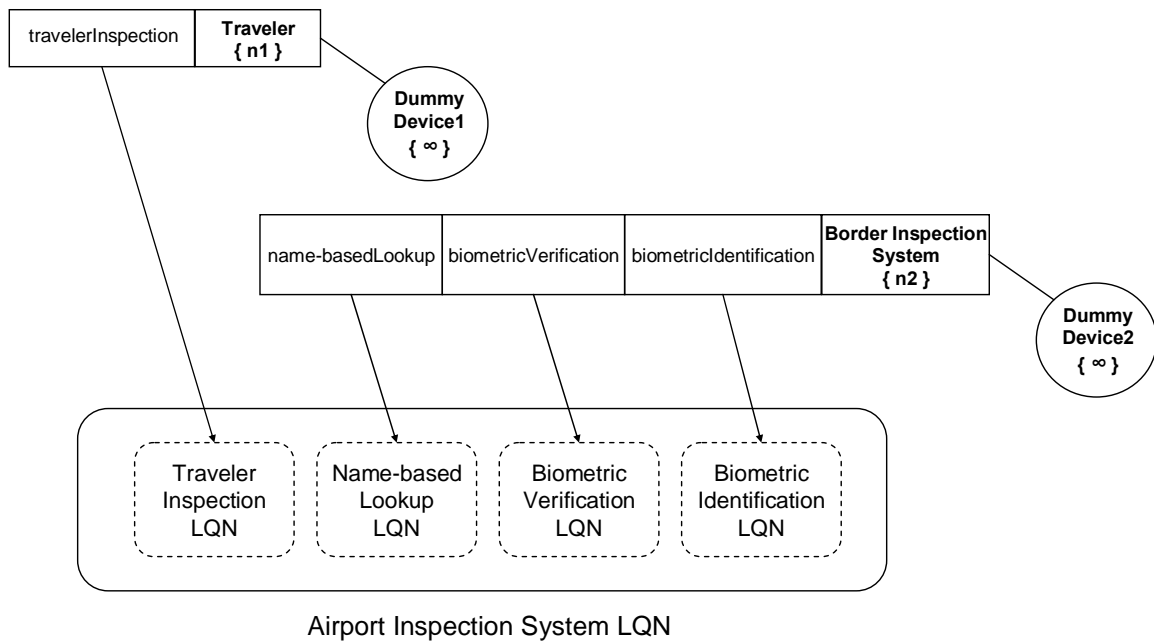 travelerInspection
Traveler
{ n1 }
Dummy
Device1
{ ∞ }
name-basedLookup
biometricVerification
biometricIdentification
Border Inspection
System
{ n2 }
Dummy
Device2
{ ∞ }
Traveler
Inspection
LQN
Name-based
Lookup
LQN
Biometric
Verification
LQN
Biometric
Identification
LQN
Airport Inspection System LQN